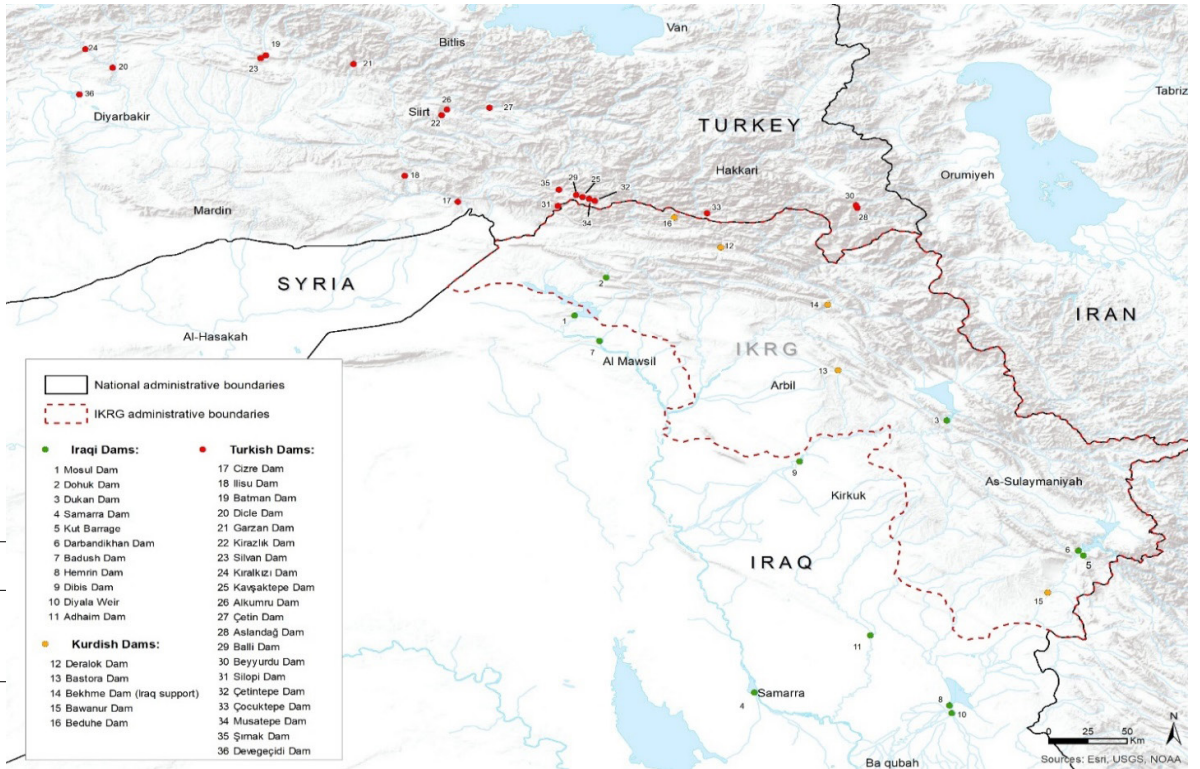 Van
Bitlis
24
19
23
20
21
36
Diyarbakir
Tabriz
26
27
Siirt
22
TURKEY
Hakkari
Orumiyeh
18
35
29
25
32
30
28
17
31
34
33
16
Mardin
12
SYRIA
2
14
IRAN
1
Al-Hasakah
7
Al Mawsil
IKRG
13
Arbil
3
9
Kirkuk
As-Sulaymaniyah
6
5
IRAQ
15
11
Samarra
4
8
10
Ba qubah
National administrative boundaries
IKRG administrative boundaries
Iraqi Dams:
1 Mosul Dam
2 Dohuk Dam
3 Dukan Dam
4 Samarra Dam
5 Kut Barrage
6 Darbandikhan Dam
7 Badush Dam
8 Hemrin Dam
9 Dibis Dam
10 Diyala Weir
11 Adhaim Dam
Kurdish Dams:
12 Deralok Dam
13 Bastora Dam
14 Bekhme Dam (Iraq support)
15 Bawanur Dam
16 Beduhe Dam
Turkish Dams:
17 Cizre Dam
18 Ilisu Dam
19 Batman Dam
20 Dicle Dam
21 Garzan Dam
22 Kirazlık Dam
23 Silvan Dam
24 Kıralkızi Dam
25 Kavşaktepe Dam
26 Alkumru Dam
27 Çetin Dam
28 Aslandağ Dam
29 Balli Dam
30 Beyyurdu Dam
31 Silopi Dam
32 Çetintepe Dam
33 Çocuktepe Dam
34 Musatepe Dam
35 Şırnak Dam
36 Devegeçidi Dam
N
0 25 50
Km
Sources: Esri, USGS, NOAA